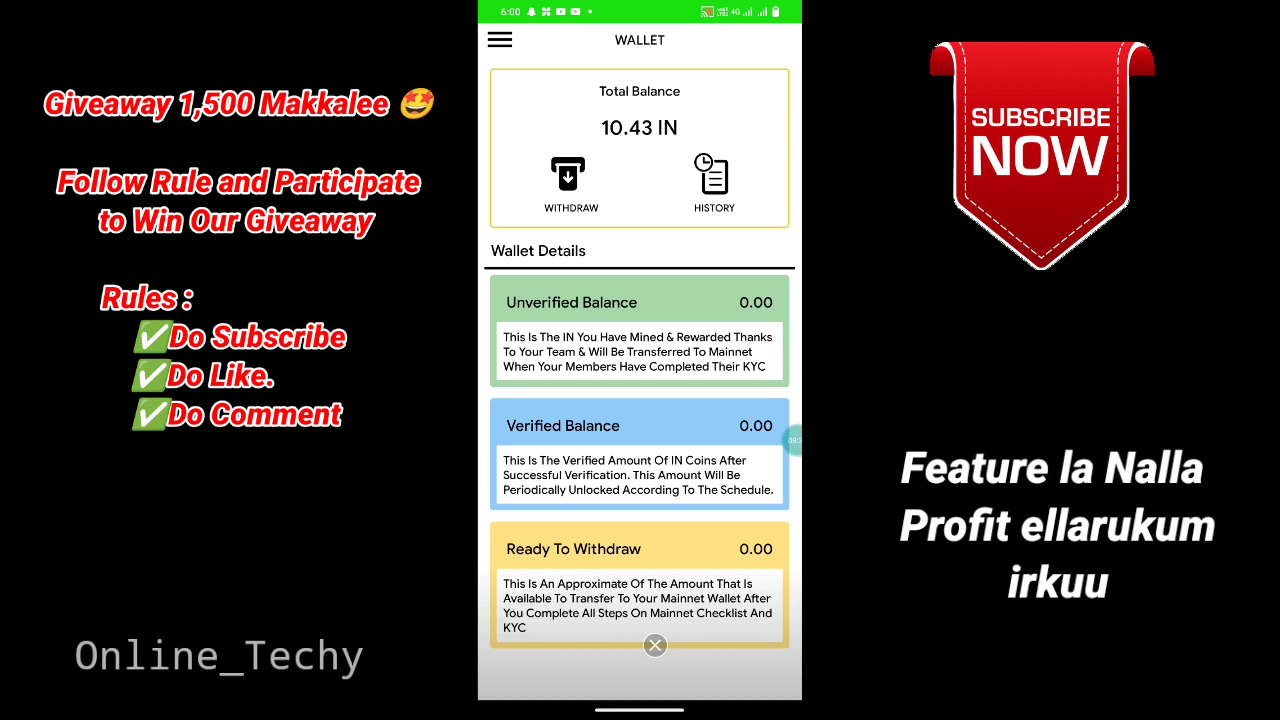 Giveaway 1,500 Makkalee 🤩
Follow Rule and Participate
to Win Our Giveaway
Rules :
✅Do Subscribe
✅Do Like.
✅Do Comment
Online_Techy
6:00
4G
WALLET
Total Balance
10.43 IN
WITHDRAW
HISTORY
Wallet Details
Unverified Balance 0.00
This Is The IN You Have Mined & Rewarded Thanks
To Your Team & Will Be Transferred To Mainnet
When Your Members Have Completed Their KYC
Verified Balance 0.00
This Is The Verified Amount Of IN Coins After
Successful Verification. This Amount Will Be
Periodically Unlocked According To The Schedule.
Ready To Withdraw 0.00
This Is An Approximate Of The Amount That Is
Available To Transfer To Your Mainnet Wallet After
You Complete All Steps On Mainnet Checklist And
KYC
SUBSCRIBE
NOW
Feature la Nalla
Profit ellarukum
irkuu